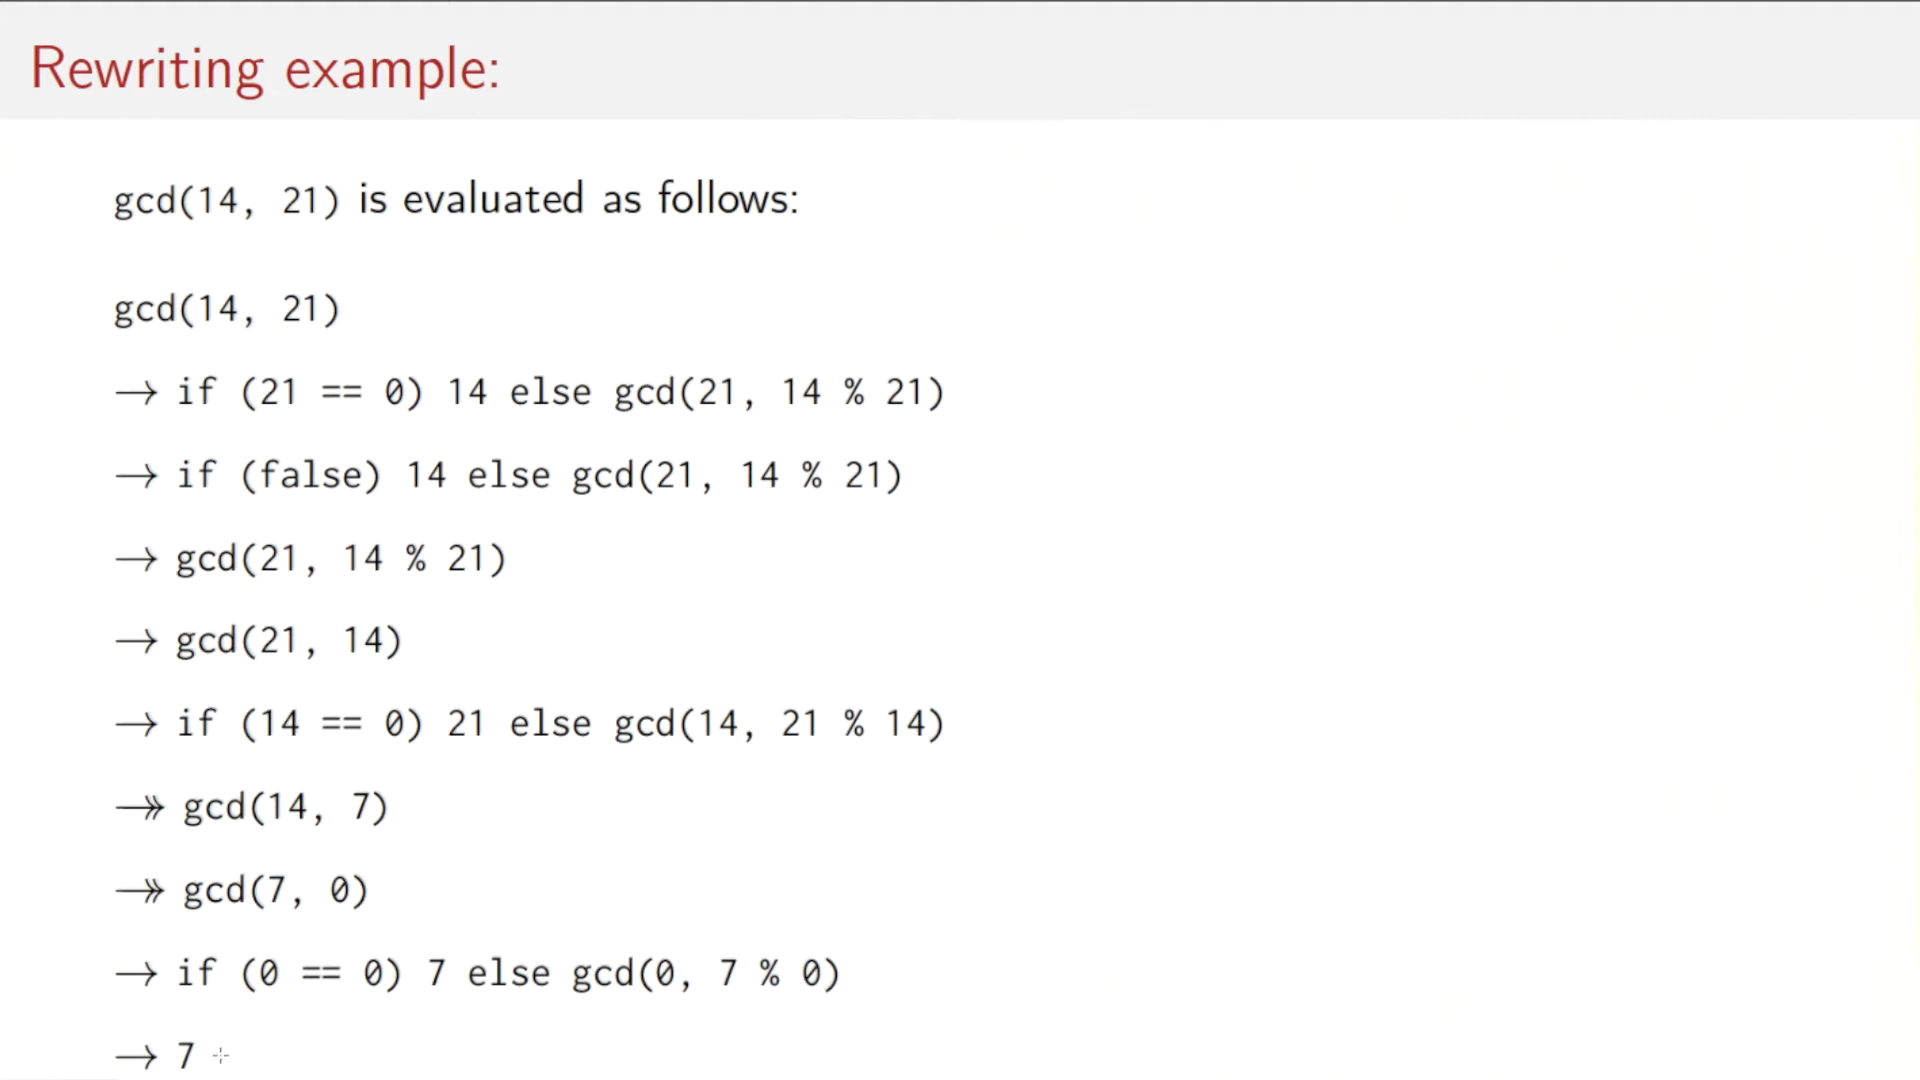 Rewriting example:
gcd(14, 21) is evaluated as follows:
gcd(14, 21)
→ if (21 == 0) 14 else gcd(21, 14 % 21)
→ if (false) 14 else gcd(21, 14 % 21)
→ gcd(21, 14 % 21)
→ gcd(21, 14)
→ if (14 == 0) 21 else gcd(14, 21 % 14)
↠ gcd(14, 7)
↠ gcd(7, 0)
→ if (0 == 0) 7 else gcd(0, 7 % 0)
→ 7